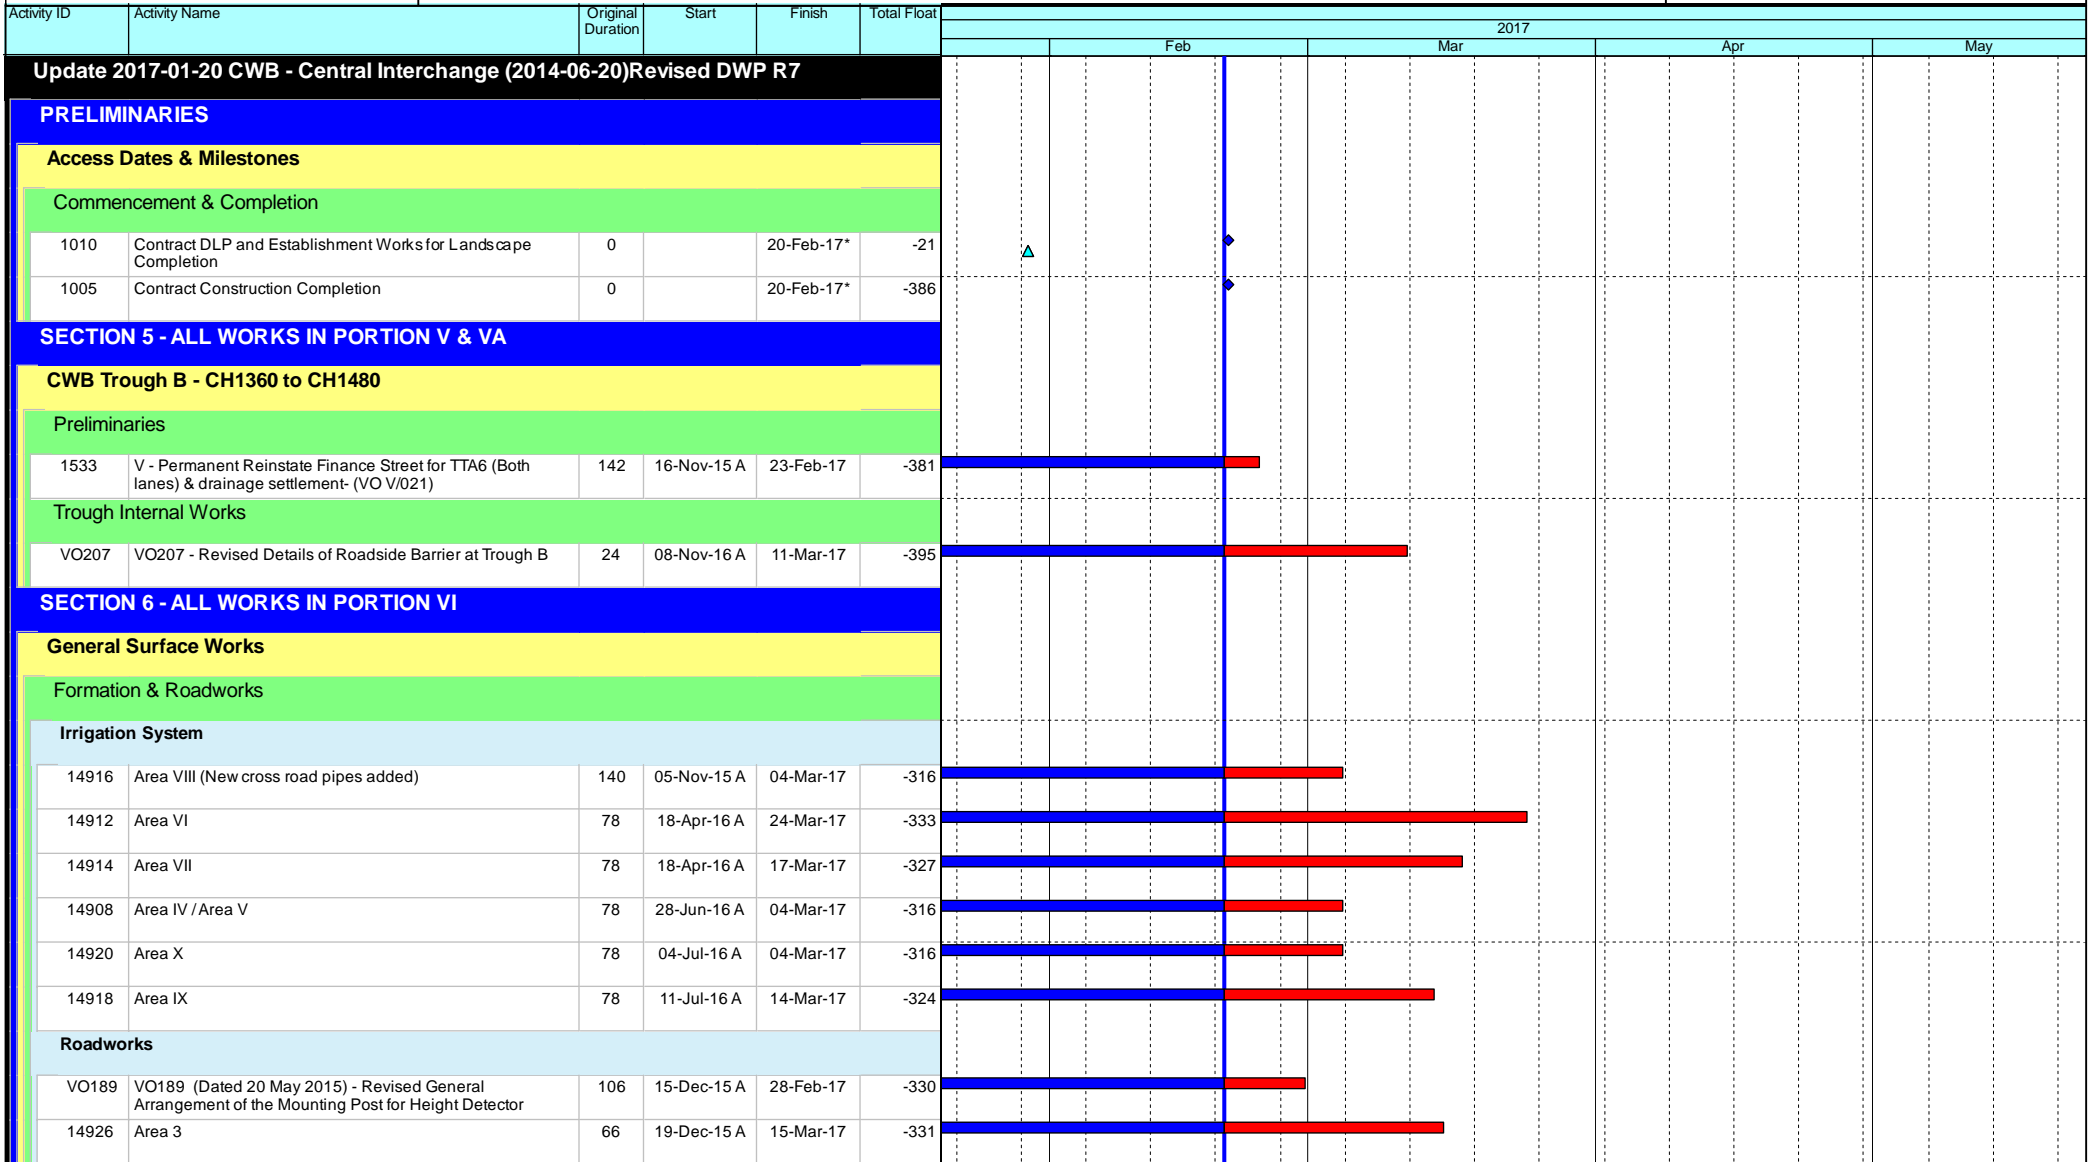 Activity ID Activity Name Original Start Finish Total Float
Duration
2017
Feb Mar Apr May
Update 2017-01-20 CWB - Central Interchange (2014-06-20)Revised DWP R7
PRELIMINARIES
Access Dates & Milestones
Commencement & Completion
1010 Contract DLP and Establishment Works for Landscape 0 20-Feb-17* -21
Completion
1005 Contract Construction Completion 0 20-Feb-17* -386
SECTION 5 - ALL WORKS IN PORTION V & VA
CWB Trough B - CH1360 to CH1480
Preliminaries
1533 V - Permanent Reinstate Finance Street for TTA6 (Both 142 16-Nov-15 A 23-Feb-17 -381
lanes) & drainage settlement- (VO V/021)
Trough Internal Works
VO207 VO207 - Revised Details of Roadside Barrier at Trough B 24 08-Nov-16 A 11-Mar-17 -395
SECTION 6 - ALL WORKS IN PORTION VI
General Surface Works
Formation & Roadworks
Irrigation System
14916 Area VIII (New cross road pipes added) 140 05-Nov-15 A 04-Mar-17 -316
14912 Area VI 78 18-Apr-16 A 24-Mar-17 -333
14914 Area VII 78 18-Apr-16 A 17-Mar-17 -327
14908 Area IV / Area V 78 28-Jun-16 A 04-Mar-17 -316
14920 Area X 78 04-Jul-16 A 04-Mar-17 -316
14918 Area IX 78 11-Jul-16 A 14-Mar-17 -324
Roadworks
VO189 VO189 (Dated 20 May 2015) - Revised General 106 15-Dec-15 A 28-Feb-17 -330
Arrangement of the Mounting Post for Height Detector
14926 Area 3 66 19-Dec-15 A 15-Mar-17 -331